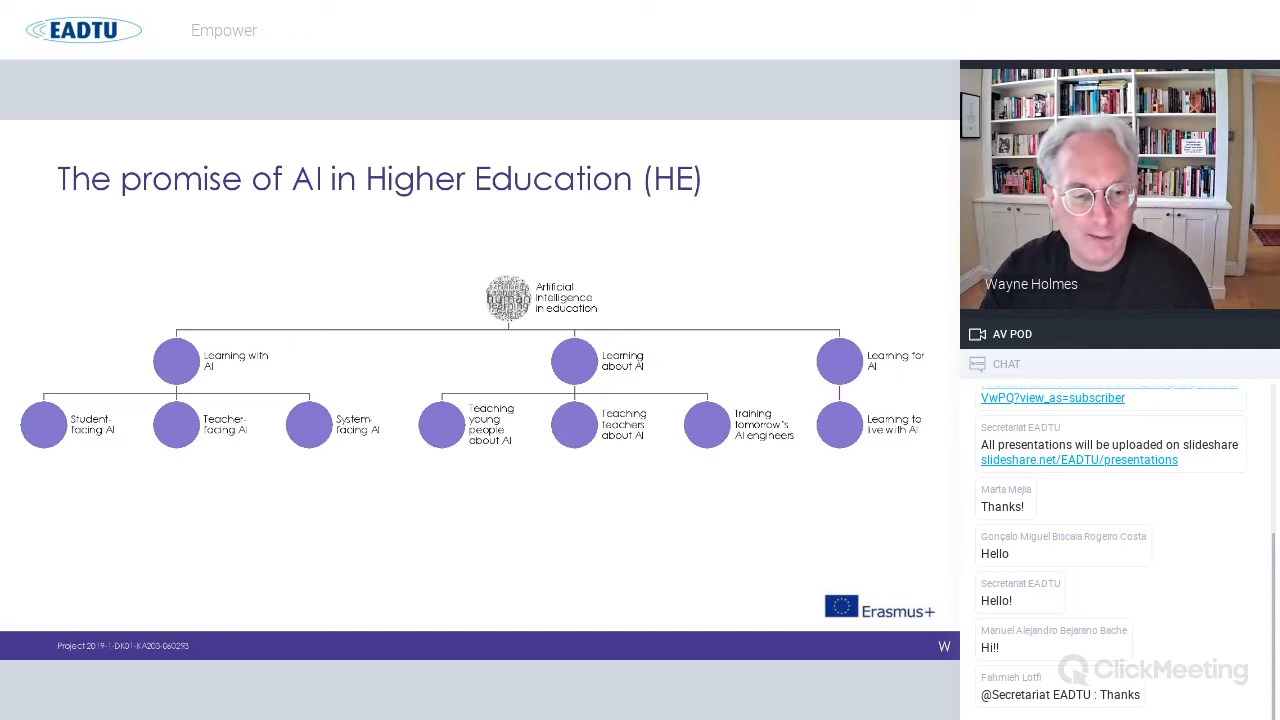 EADTU
Empower
The promise of AI in Higher Education (HE)
Artificial
Intelligence
in education
Learning with
AI
Learning
about AI
Learning for
AI
Student-
facing AI
Teacher-
facing AI
System-
facing AI
Teaching
young
people
about AI
Teaching
teachers
about AI
Training
tomorrow's
AI engineers
Learning to
live with AI
Erasmus+
Project 2019-1-DK01-KA203-060293
W
Wayne Holmes
AV POD
CHAT
VwPQ?view_as=subscriber
Secretariat EADTU
All presentations will be uploaded on slideshare
slideshare.net/EADTU/presentations
Marta Mejia
Thanks!
Gonçalo Miguel Biscaia Rogeiro Costa
Hello
Secretariat EADTU
Hello!
Manuel Alejandro Bejarano Bache
Hi!!
ClickMeeting
Fahmieh Lotfi
@Secretariat EADTU : Thanks